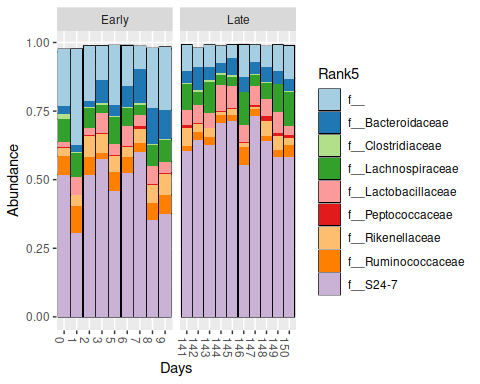 Early Late
Abundance
1.00
0.75
0.50
0.25
0.00
0 1 2 3 4 5 6 7 8 9 141 142 143 144 145 146 147 148 149 150
Days
Rank5
f__
f__Bacteroidaceae
f__Clostridiaceae
f__Lachnospiraceae
f__Lactobacillaceae
f__Peptococcaceae
f__Rikenellaceae
f__Ruminococcaceae
f__S24-7